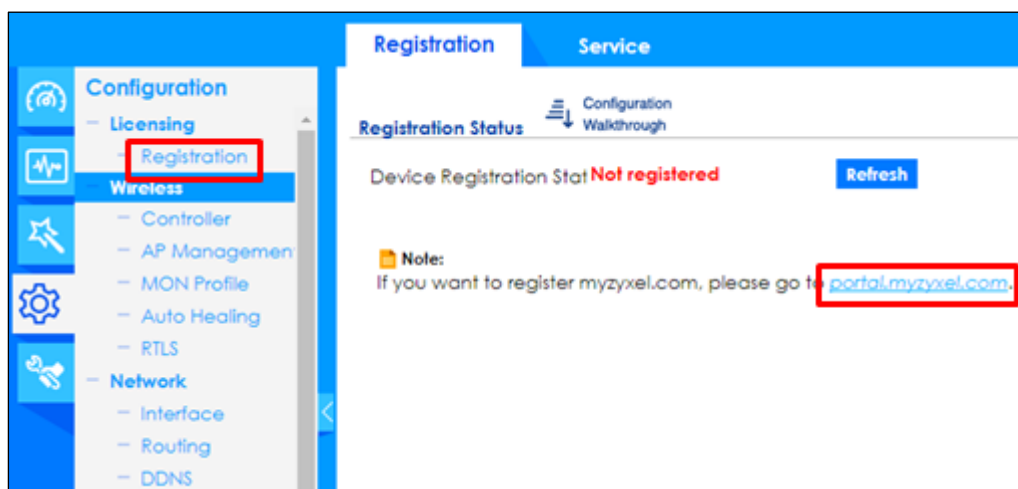 Registration Service
Configuration
Licensing
Registration
Wireless
Controller
AP Managemen
MON Profile
Auto Healing
RTLS
Network
Interface
Routing
DDNS
Registration Status
Configuration
Walkthrough
Device Registration Stat Not registered Refresh
Note:
If you want to register myzyxel.com, please go to portal.myzyxel.com.